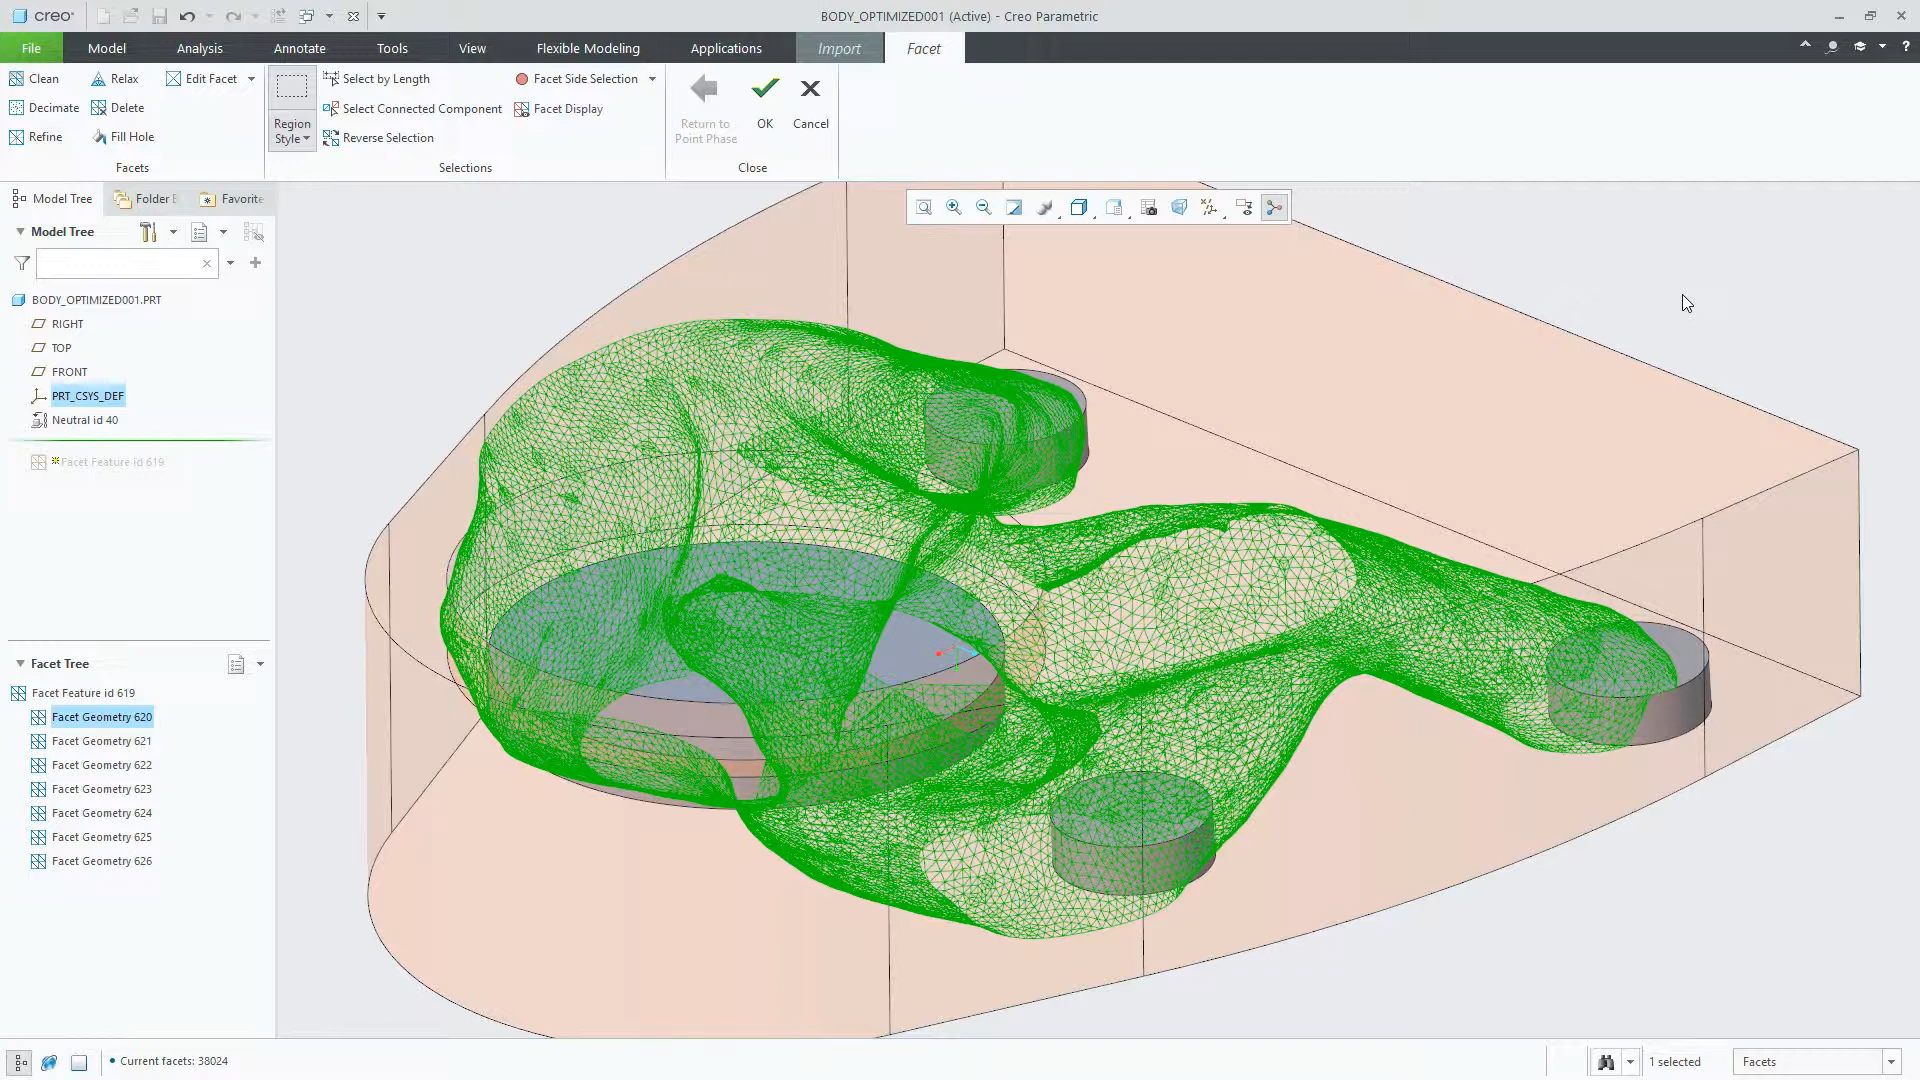 creo
BODY_OPTIMIZED001 (Active) - Creo Parametric
File
Model
Analysis
Annotate
Tools
View
Flexible Modeling
Applications
Import
Facet
?
Clean
Relax
Edit Facet
Decimate
Delete
Refine
Fill Hole
Facets
Region
Style
Select by Length
Select Connected Component
Reverse Selection
Facet Side Selection
Facet Display
Selections
Return to
Point Phase
OK
Cancel
Close
Model Tree
Folder
Favorite
Model Tree
BODY_OPTIMIZED001.PRT
RIGHT
TOP
FRONT
PRT_CSYS_DEF
Neutral id 40
Facet Feature id 619
Facet Tree
Facet Feature id 619
Facet Geometry 620
Facet Geometry 621
Facet Geometry 622
Facet Geometry 623
Facet Geometry 624
Facet Geometry 625
Facet Geometry 626
Current facets: 38024
1 selected
Facets